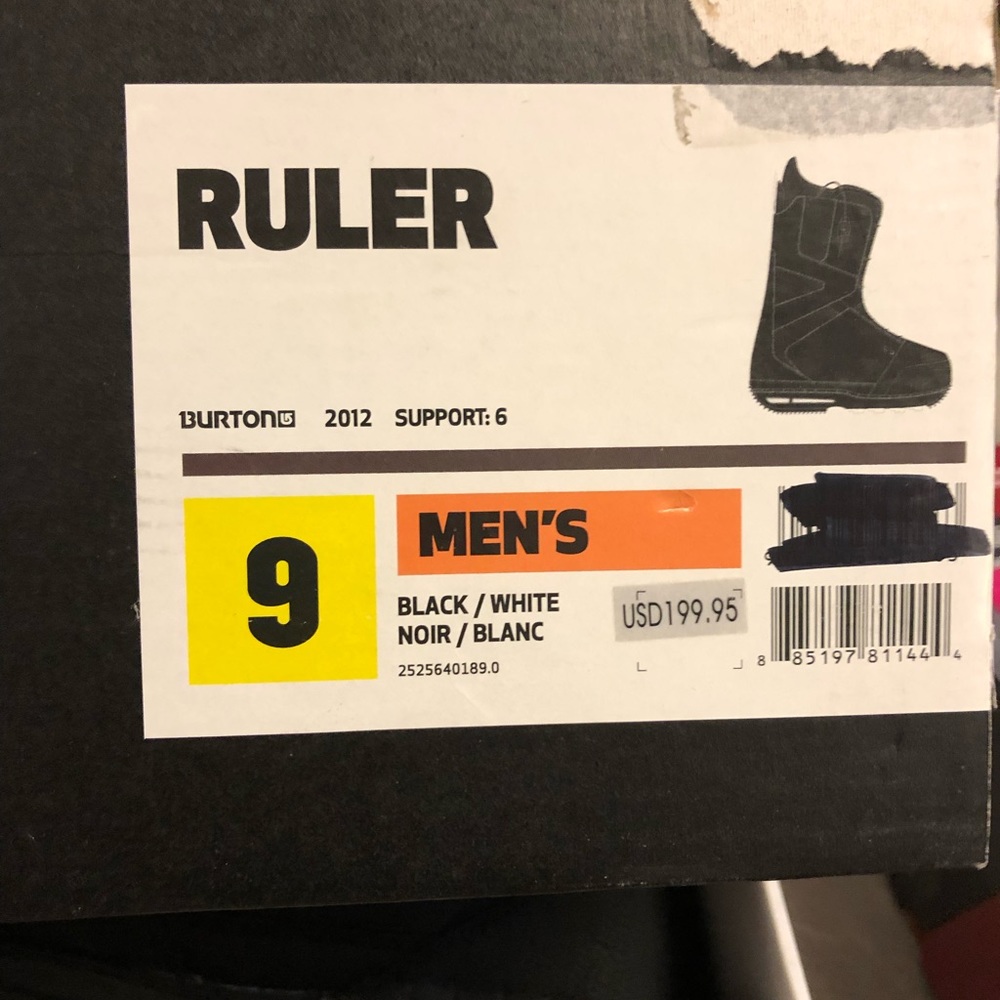 RULER
BURTON 2012 SUPPORT: 6
9
MEN'S
BLACK / WHITE
NOIR / BLANC
2525640189.0
USD199.95
8 85197 81144 4